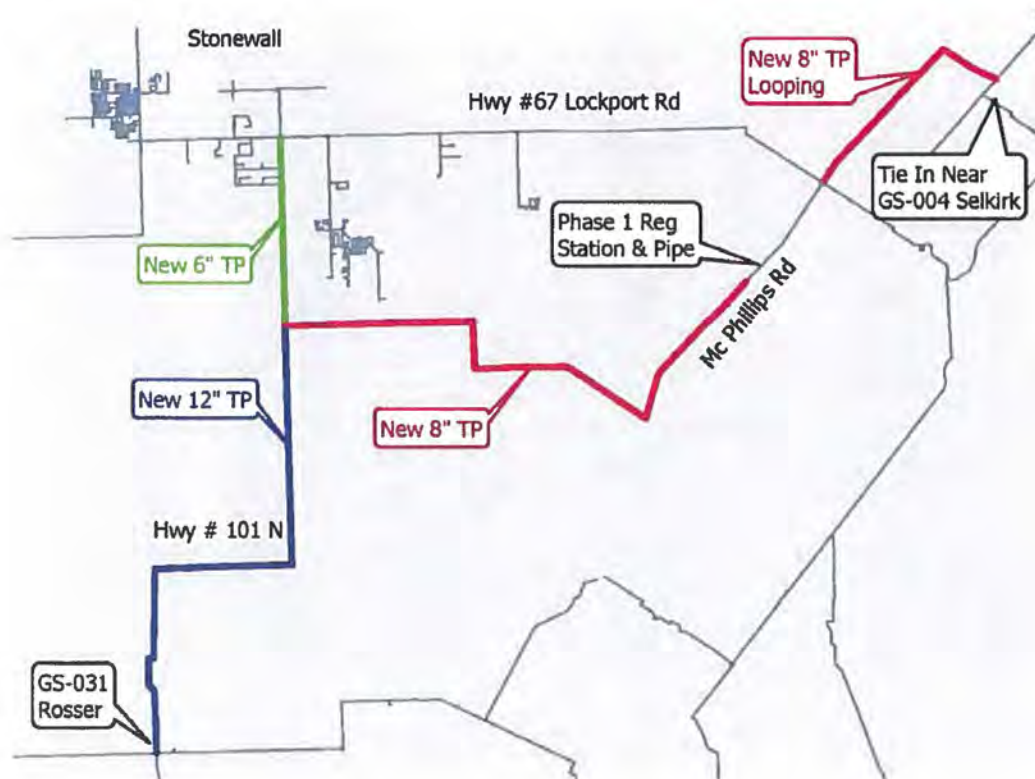 Stonewall
New 8" TP
Looping
Hwy #67 Lockport Rd
Tie In Near
GS-004 Selkirk
Phase 1 Reg
Station & Pipe
New 6" TP
Mc Phillips Rd
New 12" TP
New 8" TP
Hwy # 101 N
GS-031
Rosser